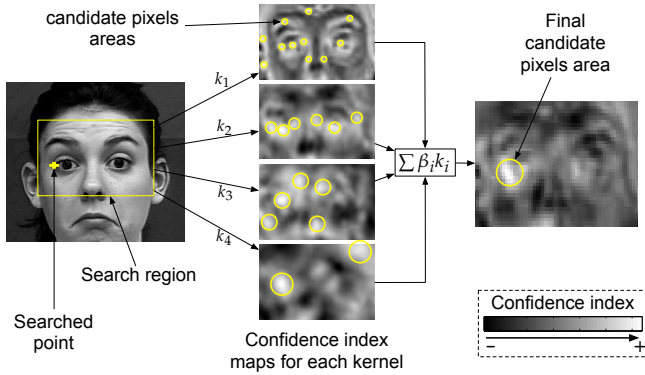 candidate pixels
areas
Final
candidate
pixels area
k₁
k₂
k₃
k₄
∑ βᵢkᵢ
Search region
Searched
point
Confidence index
maps for each kernel
Confidence index
− +